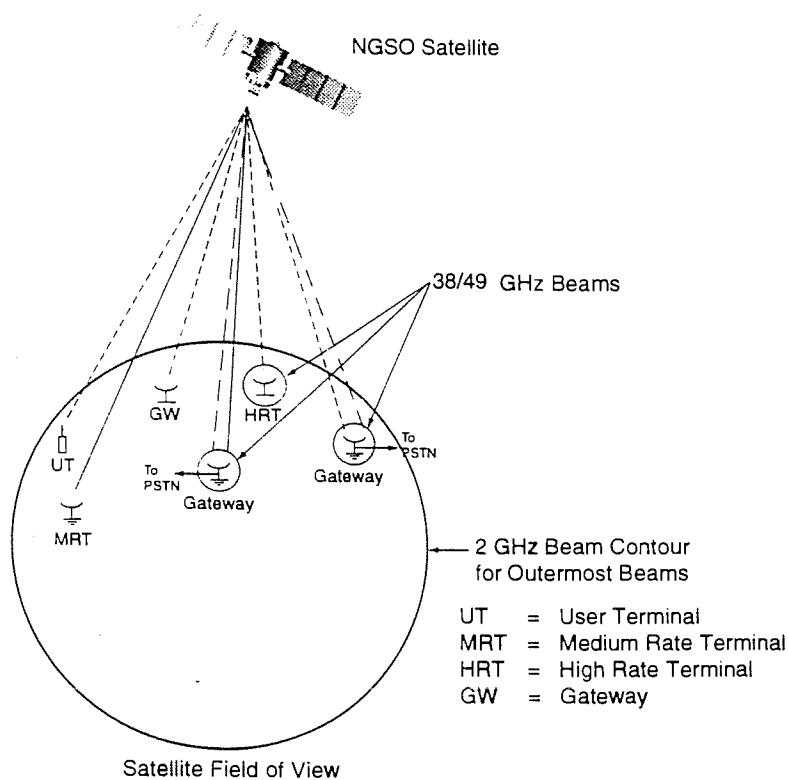 NGSO Satellite
38/49 GHz Beams
GW
HRT
UT
To
PSTN
Gateway
To
PSTN
Gateway
MRT
2 GHz Beam Contour
for Outermost Beams
UT = User Terminal
MRT = Medium Rate Terminal
HRT = High Rate Terminal
GW = Gateway
Satellite Field of View